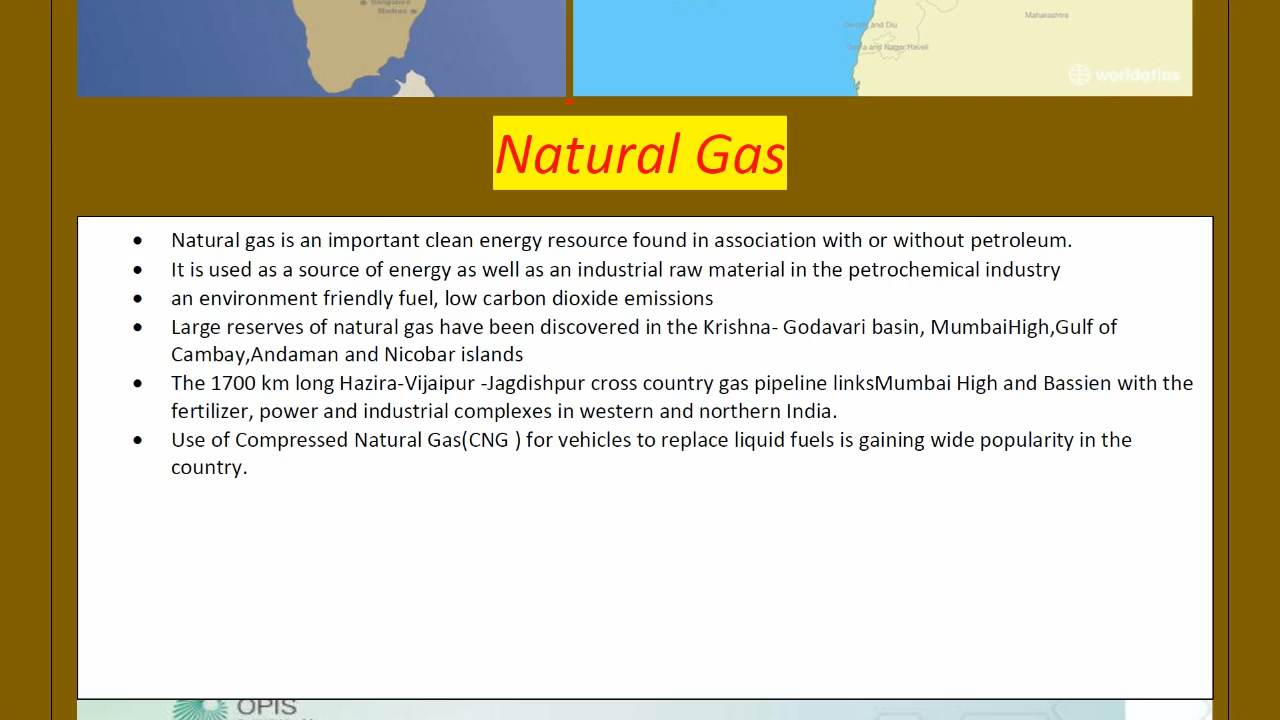 Bangalore
Madras
Maharashtra
Daman and Diu
Dadra and Nagar Haveli
worldatlas
Natural Gas
• Natural gas is an important clean energy resource found in association with or without petroleum.
• It is used as a source of energy as well as an industrial raw material in the petrochemical industry
• an environment friendly fuel, low carbon dioxide emissions
• Large reserves of natural gas have been discovered in the Krishna- Godavari basin, MumbaiHigh,Gulf of
Cambay,Andaman and Nicobar islands
• The 1700 km long Hazira-Vijaipur -Jagdishpur cross country gas pipeline linksMumbai High and Bassien with the
fertilizer, power and industrial complexes in western and northern India.
• Use of Compressed Natural Gas(CNG ) for vehicles to replace liquid fuels is gaining wide popularity in the
country.
OPIS